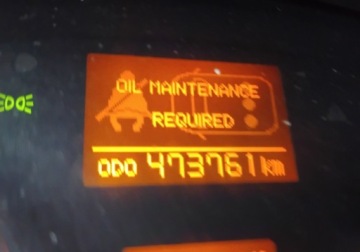 OIL MAINTENANCE
REQUIRED
ODO 473761 km